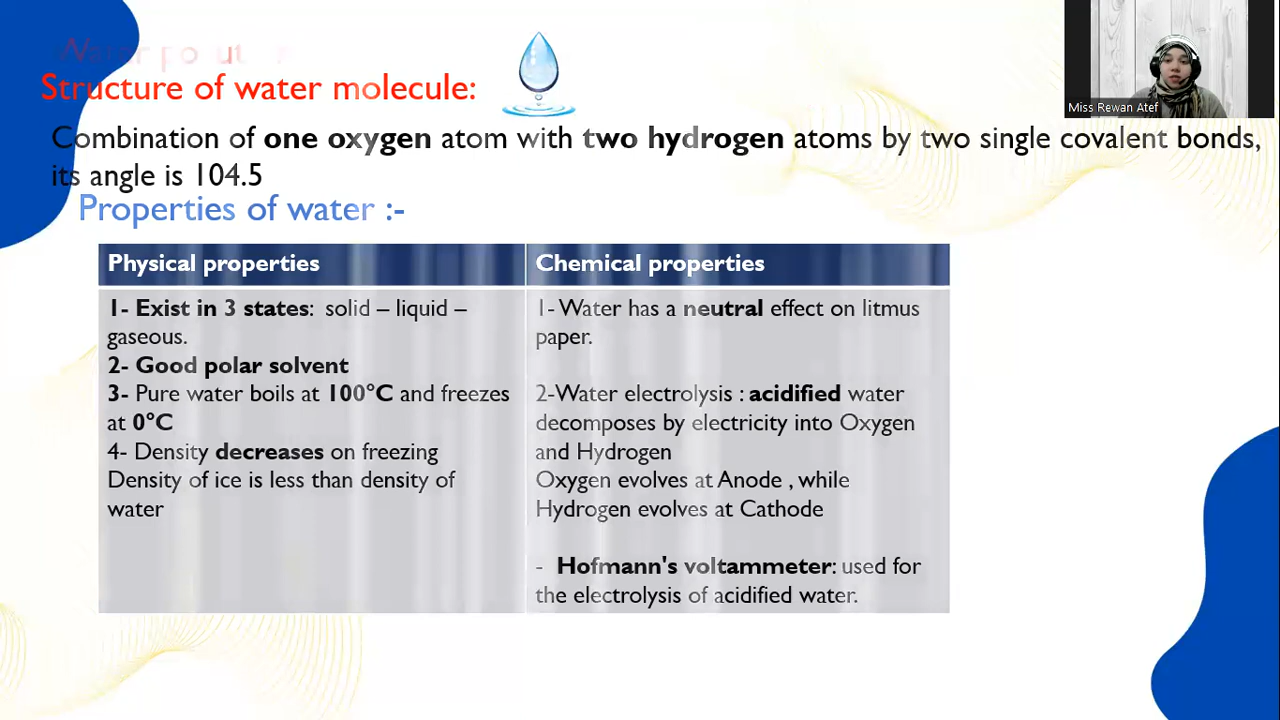 Water pollut
Structure of water molecule:
Miss Rewan Atef
Combination of one oxygen atom with two hydrogen atoms by two single covalent bonds,
its angle is 104.5
Properties of water :-
Physical properties
1- Exist in 3 states: solid – liquid –
gaseous.
2- Good polar solvent
3- Pure water boils at 100°C and freezes
at 0°C
4- Density decreases on freezing
Density of ice is less than density of
water
Chemical properties
1- Water has a neutral effect on litmus
paper.
2-Water electrolysis : acidified water
decomposes by electricity into Oxygen
and Hydrogen
Oxygen evolves at Anode , while
Hydrogen evolves at Cathode
- Hofmann's voltammeter: used for
the electrolysis of acidified water.